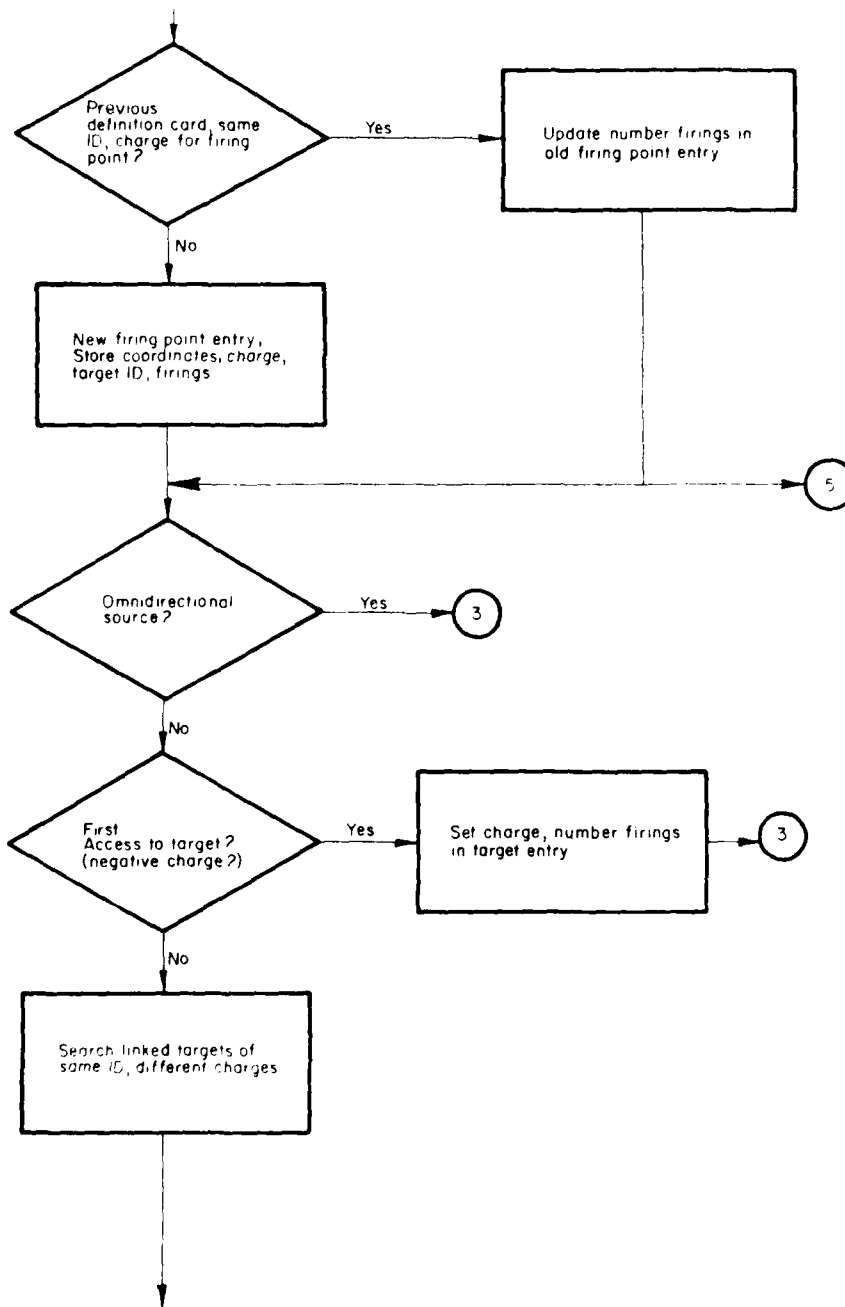 Previous
definition card, same
ID, charge for firing
point?
Yes
Update number firings in
old firing point entry
No
New firing point entry,
Store coordinates, charge,
target ID, firings
5
Omnidirectional
source?
Yes
3
No
First
Access to target?
(negative charge?)
Yes
Set charge, number firings
in target entry
3
No
Search linked targets of
same ID, different charges